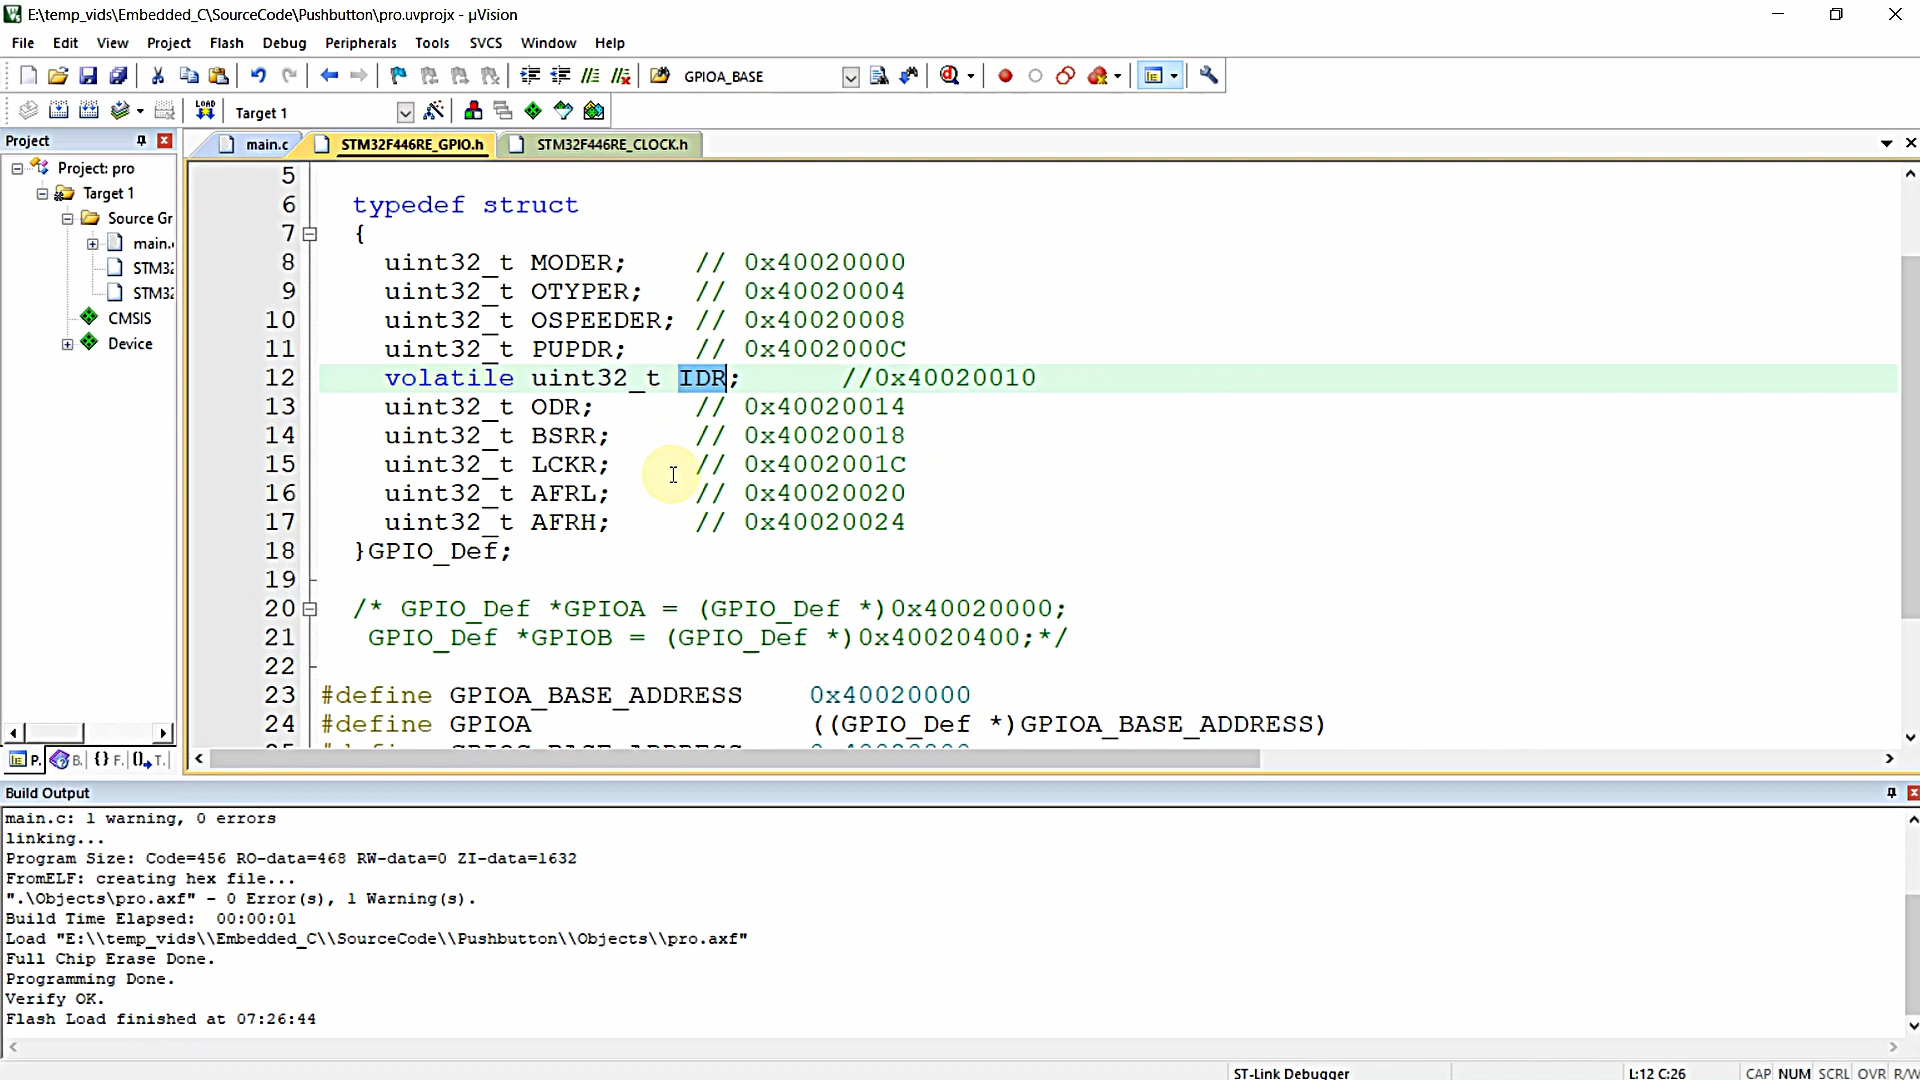 E:\temp_vids\Embedded_C\SourceCode\Pushbutton\pro.uvprojx - µVision
File Edit View Project Flash Debug Peripherals Tools SVCS Window Help
GPIOA_BASE
LOAD Target 1
Project
main.c STM32F446RE_GPIO.h STM32F446RE_CLOCK.h
Project: pro
Target 1
Source Gr
main.
STM32
STM32
CMSIS
Device
5
6 typedef struct
7 {
8 uint32_t MODER; // 0x40020000
9 uint32_t OTYPER; // 0x40020004
10 uint32_t OSPEEDER; // 0x40020008
11 uint32_t PUPDR; // 0x4002000C
12 volatile uint32_t IDR; //0x40020010
13 uint32_t ODR; // 0x40020014
14 uint32_t BSRR; // 0x40020018
15 uint32_t LCKR; // 0x4002001C
16 uint32_t AFRL; // 0x40020020
17 uint32_t AFRH; // 0x40020024
18 }GPIO_Def;
19
20 /* GPIO_Def *GPIOA = (GPIO_Def *)0x40020000;
21 GPIO_Def *GPIOB = (GPIO_Def *)0x40020400;*/
22
23 #define GPIOA_BASE_ADDRESS 0x40020000
24 #define GPIOA ((GPIO_Def *)GPIOA_BASE_ADDRESS)
P. B. {} F. T.
Build Output
main.c: 1 warning, 0 errors
linking...
Program Size: Code=456 RO-data=468 RW-data=0 ZI-data=1632
FromELF: creating hex file...
".\Objects\pro.axf" - 0 Error(s), 1 Warning(s).
Build Time Elapsed: 00:00:01
Load "E:\\temp_vids\\Embedded_C\\SourceCode\\Pushbutton\\Objects\\pro.axf"
Full Chip Erase Done.
Programming Done.
Verify OK.
Flash Load finished at 07:26:44
ST-Link Debugger L:12 C:26 CAP NUM SCRL OVR R/W